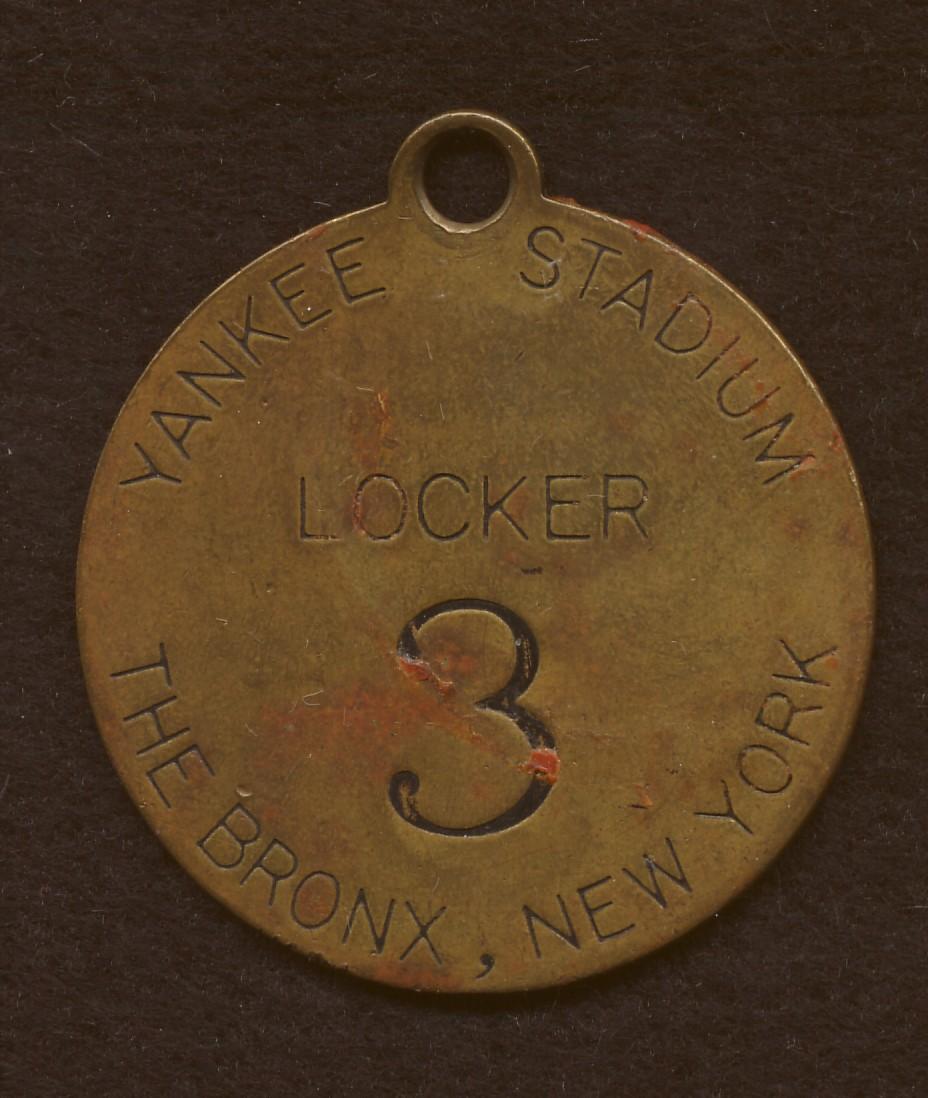 YANKEE STADIUM
LOCKER
3
THE BRONX, NEW YORK